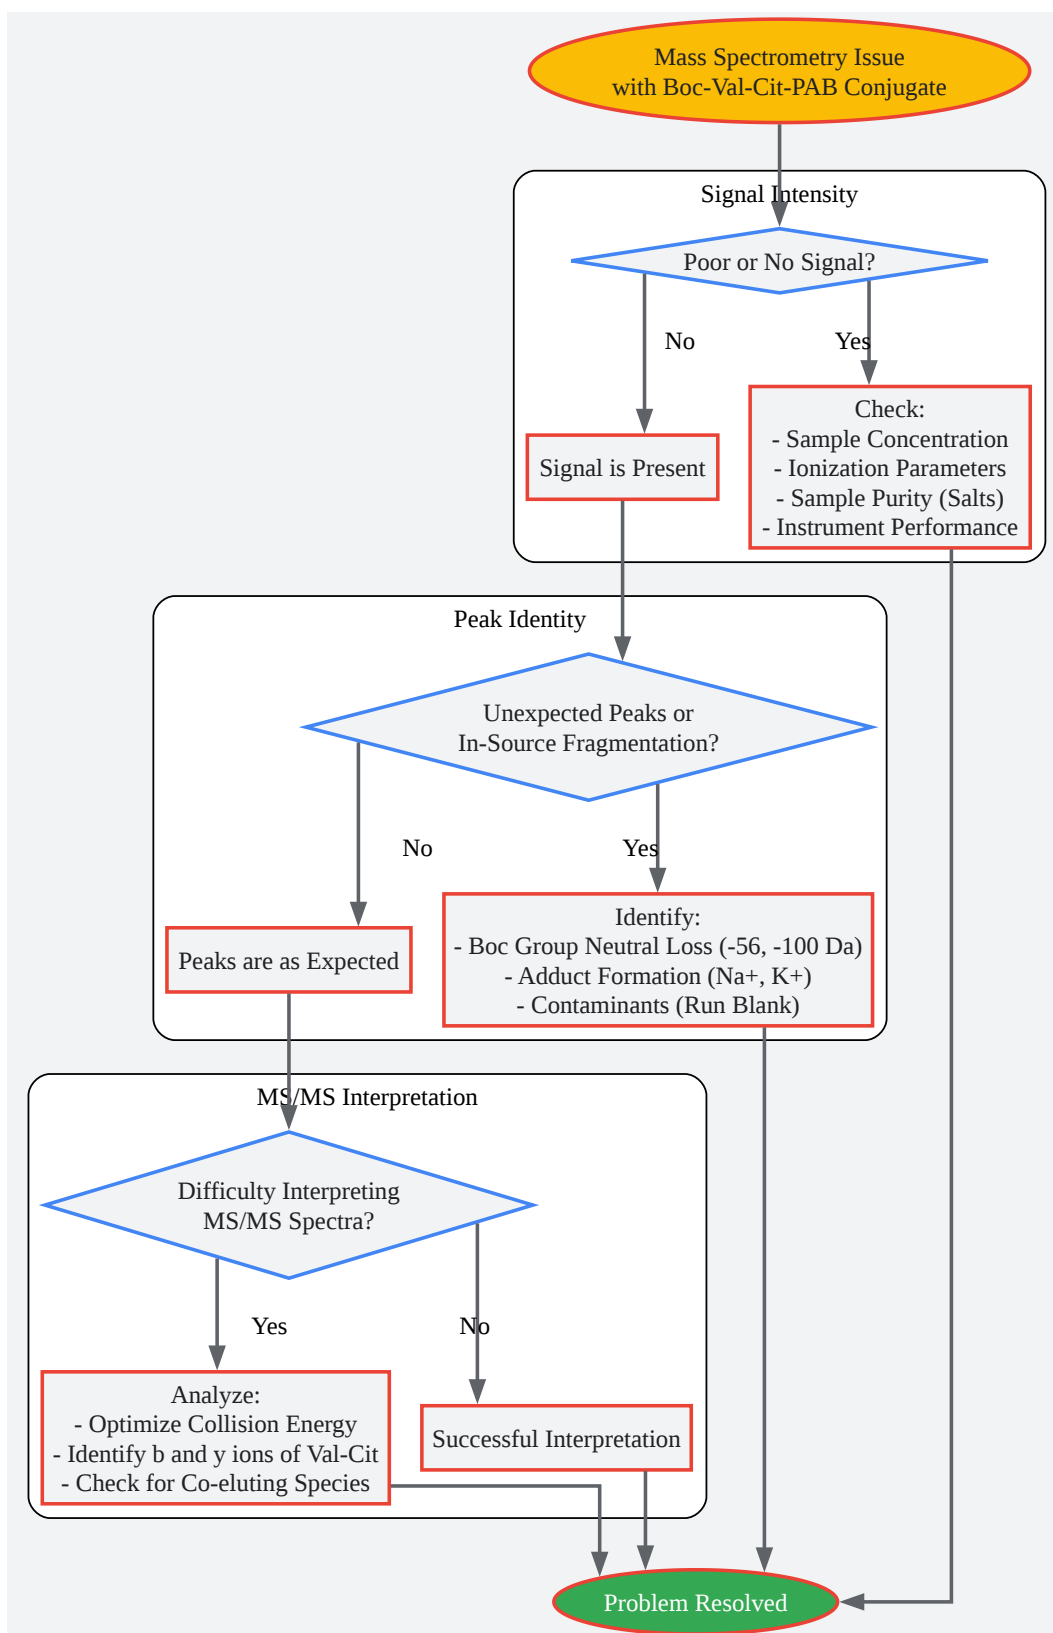 Mass Spectrometry Issue
with Boc-Val-Cit-PAB Conjugate
Signal Intensity
Poor or No Signal?
No
Yes
Signal is Present
Check:
- Sample Concentration
- Ionization Parameters
- Sample Purity (Salts)
- Instrument Performance
Peak Identity
Unexpected Peaks or
In-Source Fragmentation?
No
Yes
Peaks are as Expected
Identify:
- Boc Group Neutral Loss (-56, -100 Da)
- Adduct Formation (Na+, K+)
- Contaminants (Run Blank)
MS/MS Interpretation
Difficulty Interpreting
MS/MS Spectra?
Yes
No
Analyze:
- Optimize Collision Energy
- Identify b and y ions of Val-Cit
- Check for Co-eluting Species
Successful Interpretation
Problem Resolved